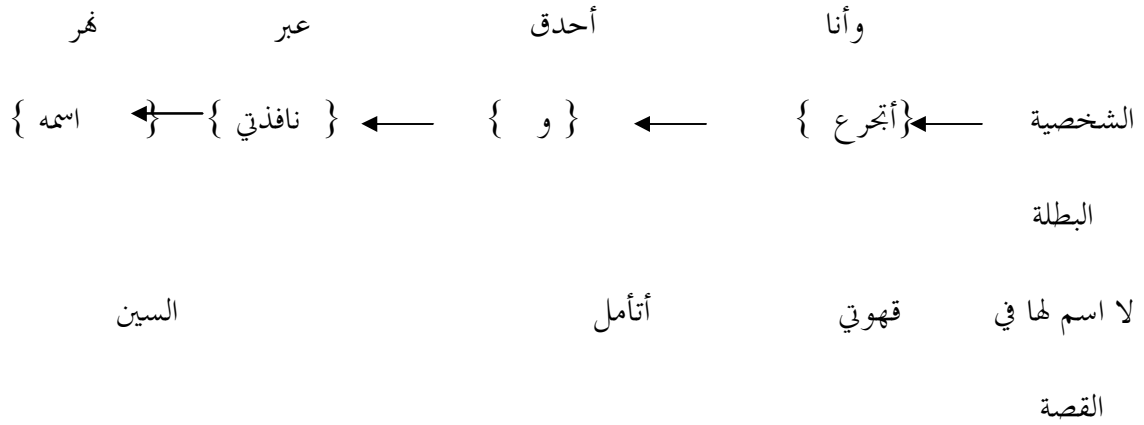 وأنا أحدق عبر نهر
الشخصية {أتجرع } { و } { نافذتي } { اسمه }
البطلة
لا اسم لها في قهوتي أتأمل السين
القصة